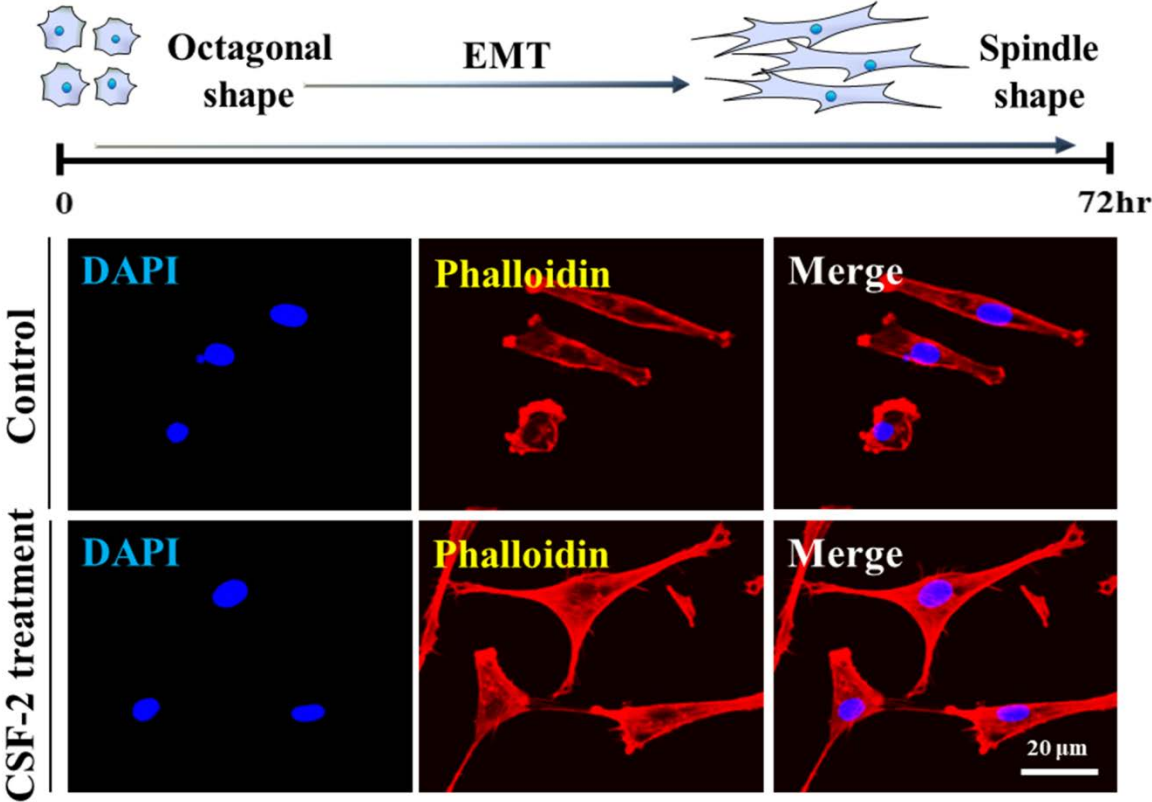 Octagonal
shape
EMT
Spindle
shape
0
72hr
Control
DAPI
Phalloidin
Merge
CSF-2 treatment
DAPI
Phalloidin
Merge
20 µm